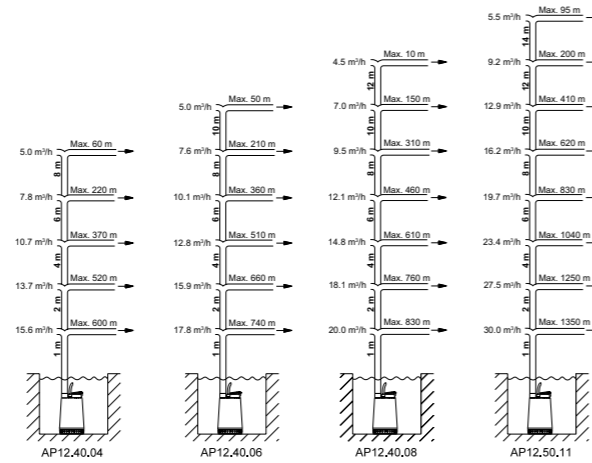 5.0 m³/h Max. 60 m
8 m
7.8 m³/h Max. 220 m
6 m
10.7 m³/h Max. 370 m
4 m
13.7 m³/h Max. 520 m
2 m
15.6 m³/h Max. 600 m
1 m
AP12.40.04
5.0 m³/h Max. 50 m
10 m
7.6 m³/h Max. 210 m
8 m
10.1 m³/h Max. 360 m
6 m
12.8 m³/h Max. 510 m
4 m
15.9 m³/h Max. 660 m
2 m
17.8 m³/h Max. 740 m
1 m
AP12.40.06
4.5 m³/h Max. 10 m
12 m
7.0 m³/h Max. 150 m
10 m
9.5 m³/h Max. 310 m
8 m
12.1 m³/h Max. 460 m
6 m
14.8 m³/h Max. 610 m
4 m
18.1 m³/h Max. 760 m
2 m
20.0 m³/h Max. 830 m
1 m
AP12.40.08
5.5 m³/h Max. 95 m
14 m
9.2 m³/h Max. 200 m
12 m
12.9 m³/h Max. 410 m
10 m
16.2 m³/h Max. 620 m
8 m
19.7 m³/h Max. 830 m
6 m
23.4 m³/h Max. 1040 m
4 m
27.5 m³/h Max. 1250 m
2 m
30.0 m³/h Max. 1350 m
1 m
AP12.50.11